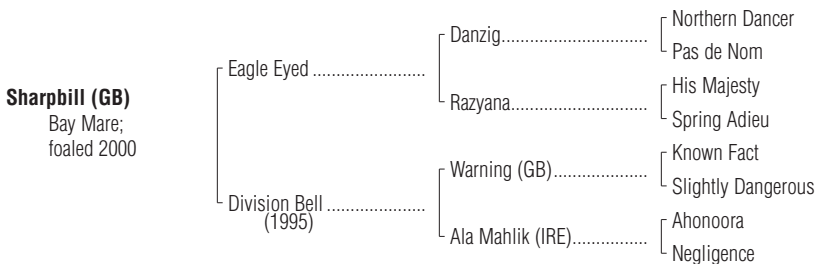 Sharpbill (GB)
Bay Mare;
foaled 2000
Eagle Eyed ........................
Division Bell .....................
(1995)
Danzig...............................
Razyana.............................
Warning (GB)....................
Ala Mahlik (IRE)................
Northern Dancer
Pas de Nom
His Majesty
Spring Adieu
Known Fact
Slightly Dangerous
Ahonoora
Negligence